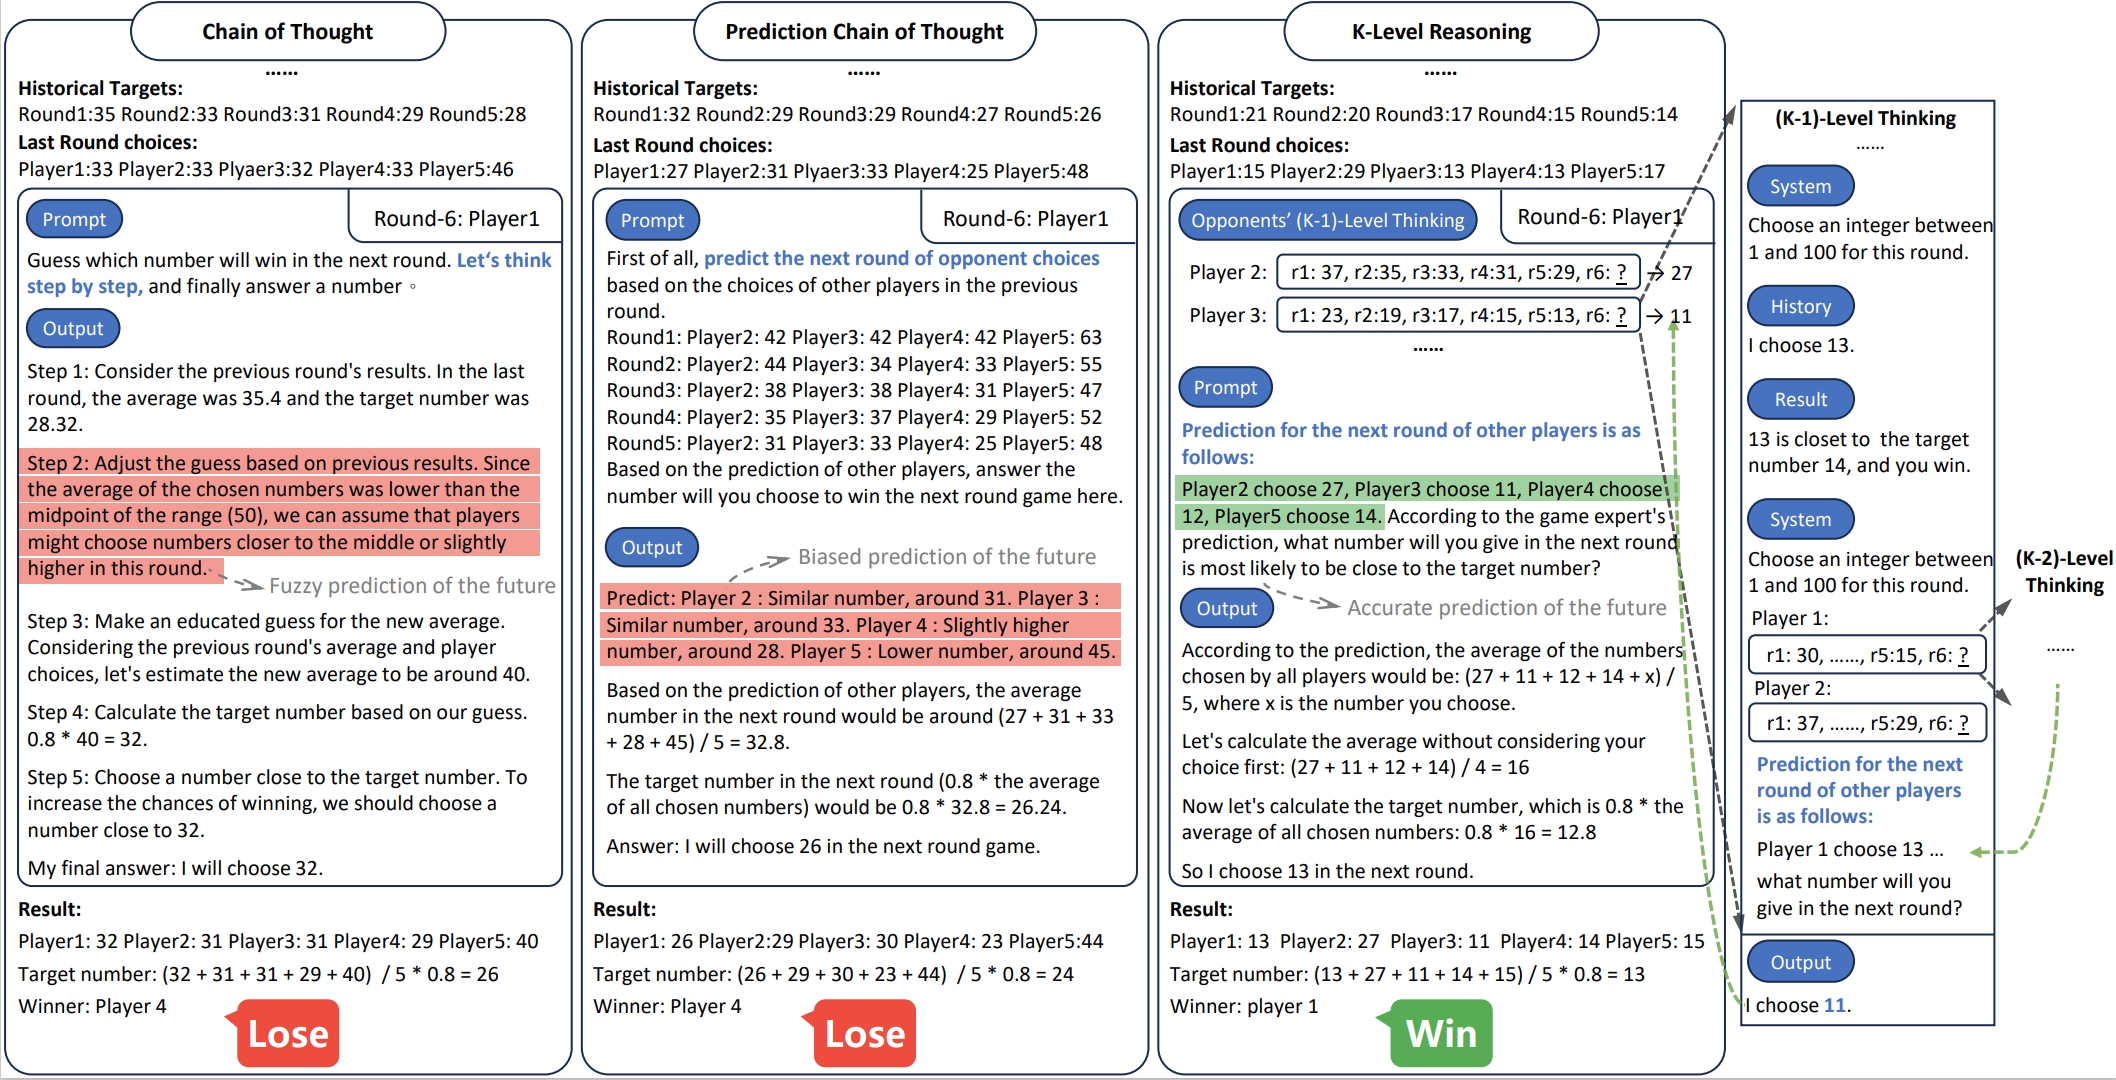 Chain of Thought
......
Historical Targets:
Round1:35 Round2:33 Round3:31 Round4:29 Round5:28
Last Round choices:
Player1:33 Player2:33 Plyaer3:32 Player4:33 Player5:46
Prompt
Round-6: Player1
Guess which number will win in the next round. Let's think
step by step, and finally answer a number 。
Output
Step 1: Consider the previous round's results. In the last
round, the average was 35.4 and the target number was
28.32.
Step 2: Adjust the guess based on previous results. Since
the average of the chosen numbers was lower than the
midpoint of the range (50), we can assume that players
might choose numbers closer to the middle or slightly
higher in this round.
Fuzzy prediction of the future
Step 3: Make an educated guess for the new average.
Considering the previous round's average and player
choices, let's estimate the new average to be around 40.
Step 4: Calculate the target number based on our guess.
0.8 * 40 = 32.
Step 5: Choose a number close to the target number. To
increase the chances of winning, we should choose a
number close to 32.
My final answer: I will choose 32.
Result:
Player1: 32 Player2: 31 Player3: 31 Player4: 29 Player5: 40
Target number: (32 + 31 + 31 + 29 + 40) / 5 * 0.8 = 26
Winner: Player 4
Lose
Prediction Chain of Thought
......
Historical Targets:
Round1:32 Round2:29 Round3:29 Round4:27 Round5:26
Last Round choices:
Player1:27 Player2:31 Plyaer3:33 Player4:25 Player5:48
Prompt
Round-6: Player1
First of all, predict the next round of opponent choices
based on the choices of other players in the previous
round.
Round1: Player2: 42 Player3: 42 Player4: 42 Player5: 63
Round2: Player2: 44 Player3: 34 Player4: 33 Player5: 55
Round3: Player2: 38 Player3: 38 Player4: 31 Player5: 47
Round4: Player2: 35 Player3: 37 Player4: 29 Player5: 52
Round5: Player2: 31 Player3: 33 Player4: 25 Player5: 48
Based on the prediction of other players, answer the
number will you choose to win the next round game here.
Output
Biased prediction of the future
Predict: Player 2 : Similar number, around 31. Player 3 :
Similar number, around 33. Player 4 : Slightly higher
number, around 28. Player 5 : Lower number, around 45.
Based on the prediction of other players, the average
number in the next round would be around (27 + 31 + 33
+ 28 + 45) / 5 = 32.8.
The target number in the next round (0.8 * the average
of all chosen numbers) would be 0.8 * 32.8 = 26.24.
Answer: I will choose 26 in the next round game.
Result:
Player1: 26 Player2:29 Player3: 30 Player4: 23 Player5:44
Target number: (26 + 29 + 30 + 23 + 44) / 5 * 0.8 = 24
Winner: Player 4
Lose
K-Level Reasoning
......
Historical Targets:
Round1:21 Round2:20 Round3:17 Round4:15 Round5:14
Last Round choices:
Player1:15 Player2:29 Plyaer3:13 Player4:13 Player5:17
Opponents' (K-1)-Level Thinking
Round-6: Player1
Player 2: r1: 37, r2:35, r3:33, r4:31, r5:29, r6: ? → 27
Player 3: r1: 23, r2:19, r3:17, r4:15, r5:13, r6: ? → 11
......
Prompt
Prediction for the next round of other players is as
follows:
Player2 choose 27, Player3 choose 11, Player4 choose
12, Player5 choose 14. According to the game expert's
prediction, what number will you give in the next round
is most likely to be close to the target number?
Output
Accurate prediction of the future
According to the prediction, the average of the numbers
chosen by all players would be: (27 + 11 + 12 + 14 + x) /
5, where x is the number you choose.
Let's calculate the average without considering your
choice first: (27 + 11 + 12 + 14) / 4 = 16
Now let's calculate the target number, which is 0.8 * the
average of all chosen numbers: 0.8 * 16 = 12.8
So I choose 13 in the next round.
Result:
Player1: 13 Player2: 27 Player3: 11 Player4: 14 Player5: 15
Target number: (13 + 27 + 11 + 14 + 15) / 5 * 0.8 = 13
Winner: player 1
Win
(K-1)-Level Thinking
......
System
Choose an integer between
1 and 100 for this round.
History
I choose 13.
Result
13 is closet to the target
number 14, and you win.
System
Choose an integer between
1 and 100 for this round.
Player 1:
r1: 30, ......, r5:15, r6: ?
Player 2:
r1: 37, ......, r5:29, r6: ?
Prediction for the next
round of other players
is as follows:
Player 1 choose 13 ...
what number will you
give in the next round?
Output
I choose 11.
(K-2)-Level
Thinking
......